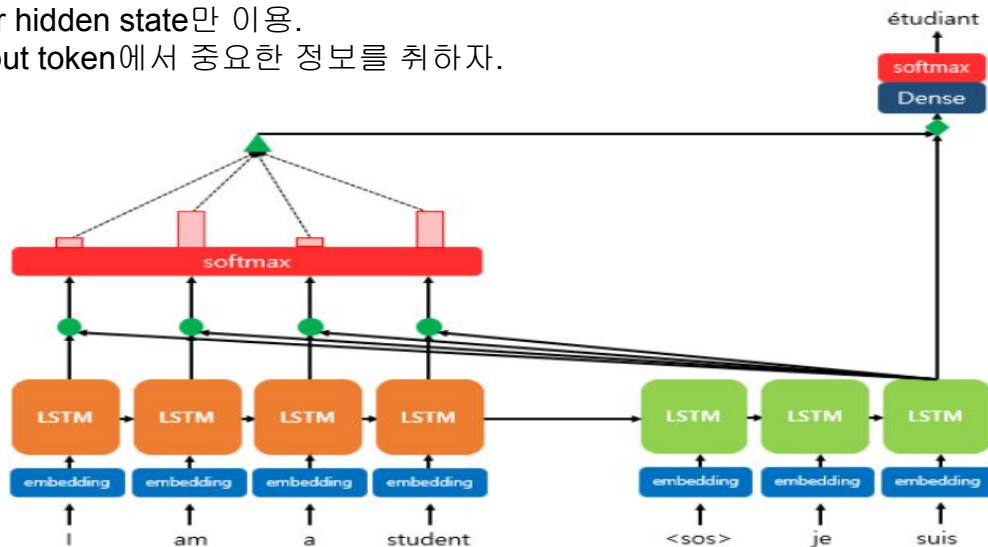 r hidden state만 이용.
out token에서 중요한 정보를 취하자.
étudiant
softmax
Dense
softmax
LSTM LSTM LSTM LSTM LSTM LSTM LSTM
embedding embedding embedding embedding embedding embedding embedding
I am a student <sos> je suis